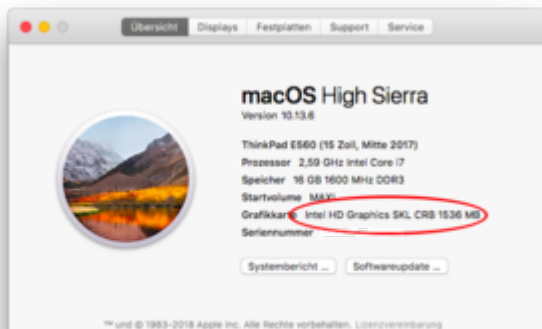 Übersicht Displays Festplatten Support Service
macOS High Sierra
Version 10.13.6
ThinkPad E560 (15 Zoll, Mitte 2017)
Prozessor 2,59 GHz Intel Core i7
Speicher 16 GB 1600 MHz DDR3
Startvolume MAXi
Grafikkarte Intel HD Graphics SKL CRB 1536 MB
Seriennummer
Systembericht ... Softwareupdate ...
™ und © 1983-2018 Apple Inc. Alle Rechte vorbehalten. Lizenzvereinbarung